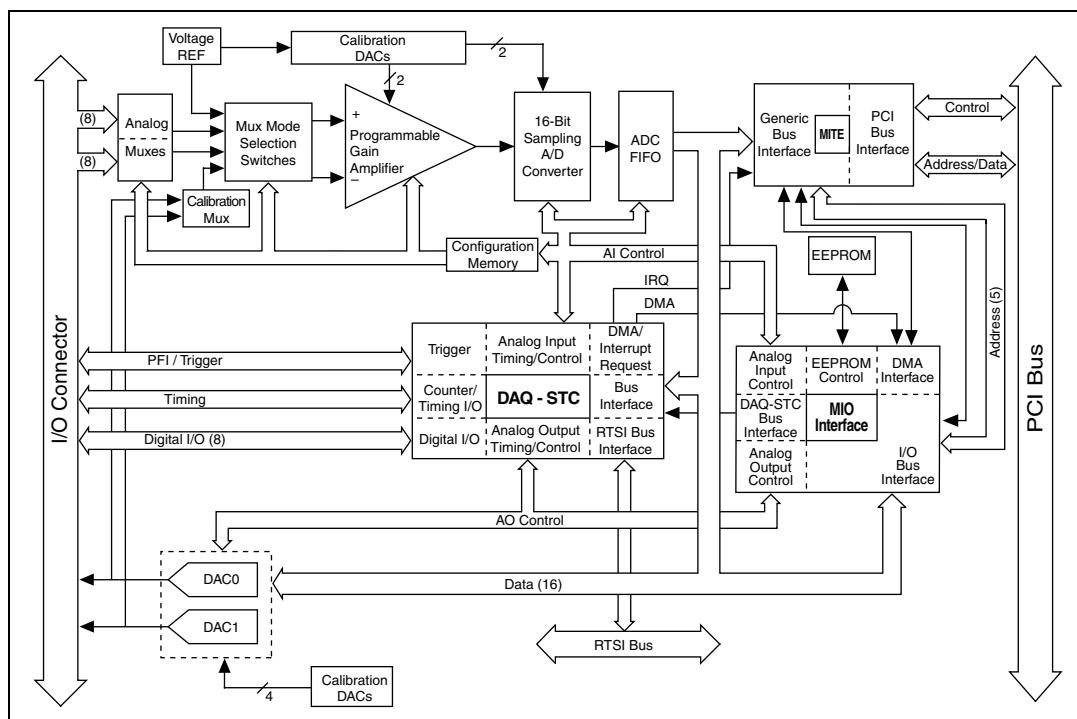 Voltage
REF
Calibration
DACs
2
2
(8)
(8)
Analog
Muxes
Mux Mode
Selection
Switches
+
Programmable
Gain
Amplifier
−
16-Bit
Sampling
A/D
Converter
ADC
FIFO
Generic
Bus
Interface
MITE
PCI
Bus
Interface
Control
Address/Data
Calibration
Mux
Configuration
Memory
AI Control
EEPROM
IRQ
DMA
Address (5)
I/O Connector
PCI Bus
PFI / Trigger
Timing
Digital I/O (8)
Trigger
Analog Input
Timing/Control
DMA/
Interrupt
Request
Counter/
Timing I/O
DAQ - STC
Bus
Interface
Digital I/O
Analog Output
Timing/Control
RTSI Bus
Interface
Analog
Input
Control
EEPROM
Control
DMA
Interface
DAQ-STC
Bus
Interface
MIO
Interface
Analog
Output
Control
I/O
Bus
Interface
AO Control
DAC0
Data (16)
DAC1
RTSI Bus
4
Calibration
DACs